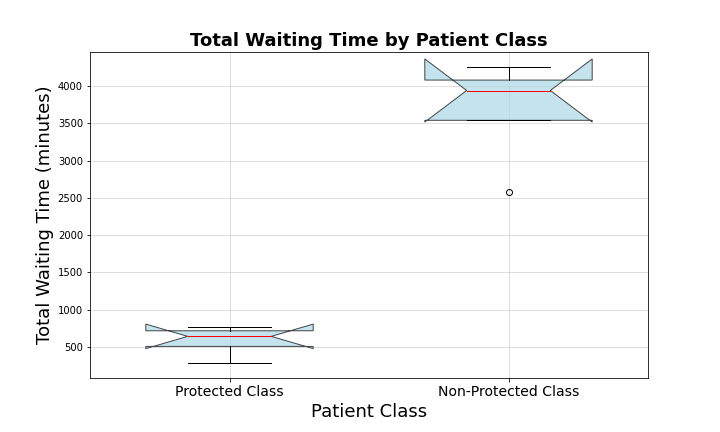 Total Waiting Time by Patient Class
Total Waiting Time (minutes)
4000
3500
3000
2500
2000
1500
1000
500
Protected Class
Non-Protected Class
Patient Class